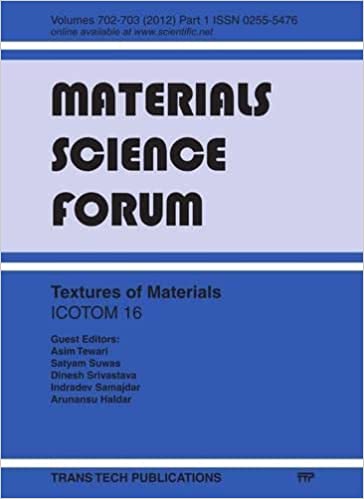 Volumes 702-703 (2012) Part 1 ISSN 0255-5476
online available at www.scientific.net
MATERIALS
SCIENCE
FORUM
Textures of Materials
ICOTOM 16
Guest Editors:
Asim Tewari
Satyam Suwas
Dinesh Srivastava
Indradev Samajdar
Arunansu Haldar
TRANS TECH PUBLICATIONS
TTP